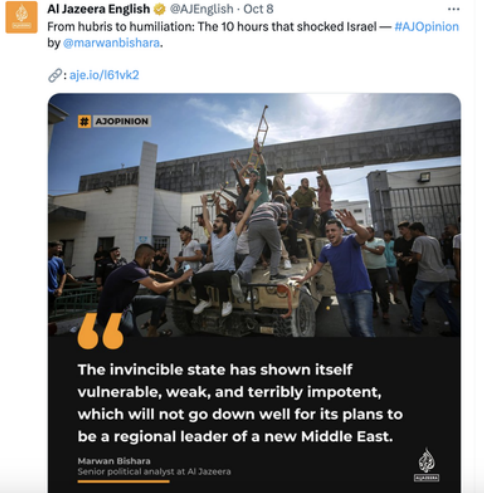 Al Jazeera English @AJEnglish · Oct 8 ...
From hubris to humiliation: The 10 hours that shocked Israel — #AJOpinion
by @marwanbishara.
: aje.io/l61vk2
# AJOPINION
“
The invincible state has shown itself
vulnerable, weak, and terribly impotent,
which will not go down well for its plans to
be a regional leader of a new Middle East.
Marwan Bishara
Senior political analyst at Al Jazeera
ALJAZEERA